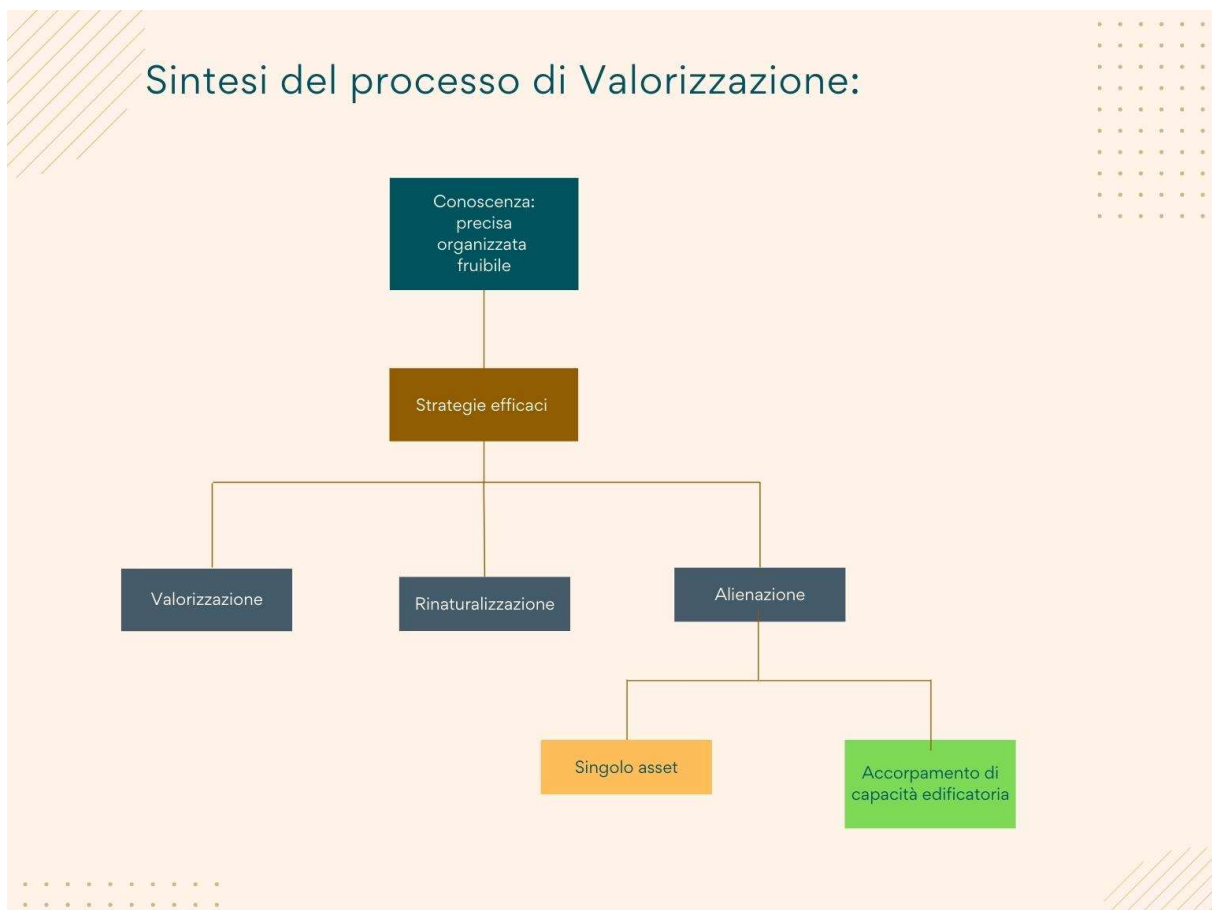 Sintesi del processo di Valorizzazione:
Conoscenza:
precisa
organizzata
fruibile
Strategie efficaci
Valorizzazione
Rinaturalizzazione
Alienazione
Singolo asset
Accorpamento di
capacità edificatoria